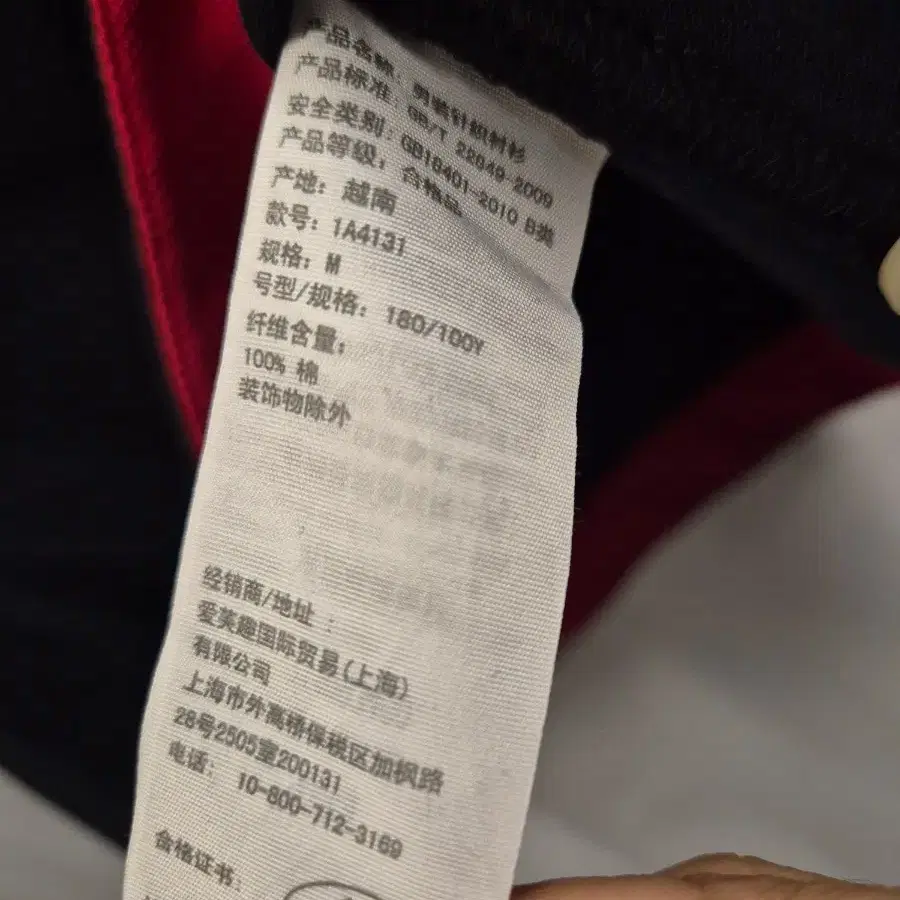 产品名称: 男装针织衬衫
产品标准: GB/T 22849-2009
安全类别: GB18401-2010 B类
产品等级: 合格品
产地: 越南
款号: 1A4131
规格: M
号型/规格: 180/100Y
纤维含量:
100% 棉
装饰物除外
经销商/地址 :
爱芙趣国际贸易(上海)
有限公司
上海市外高桥保税区加枫路
28号2505室200131
电话: 10-800-712-3169
合格证书: